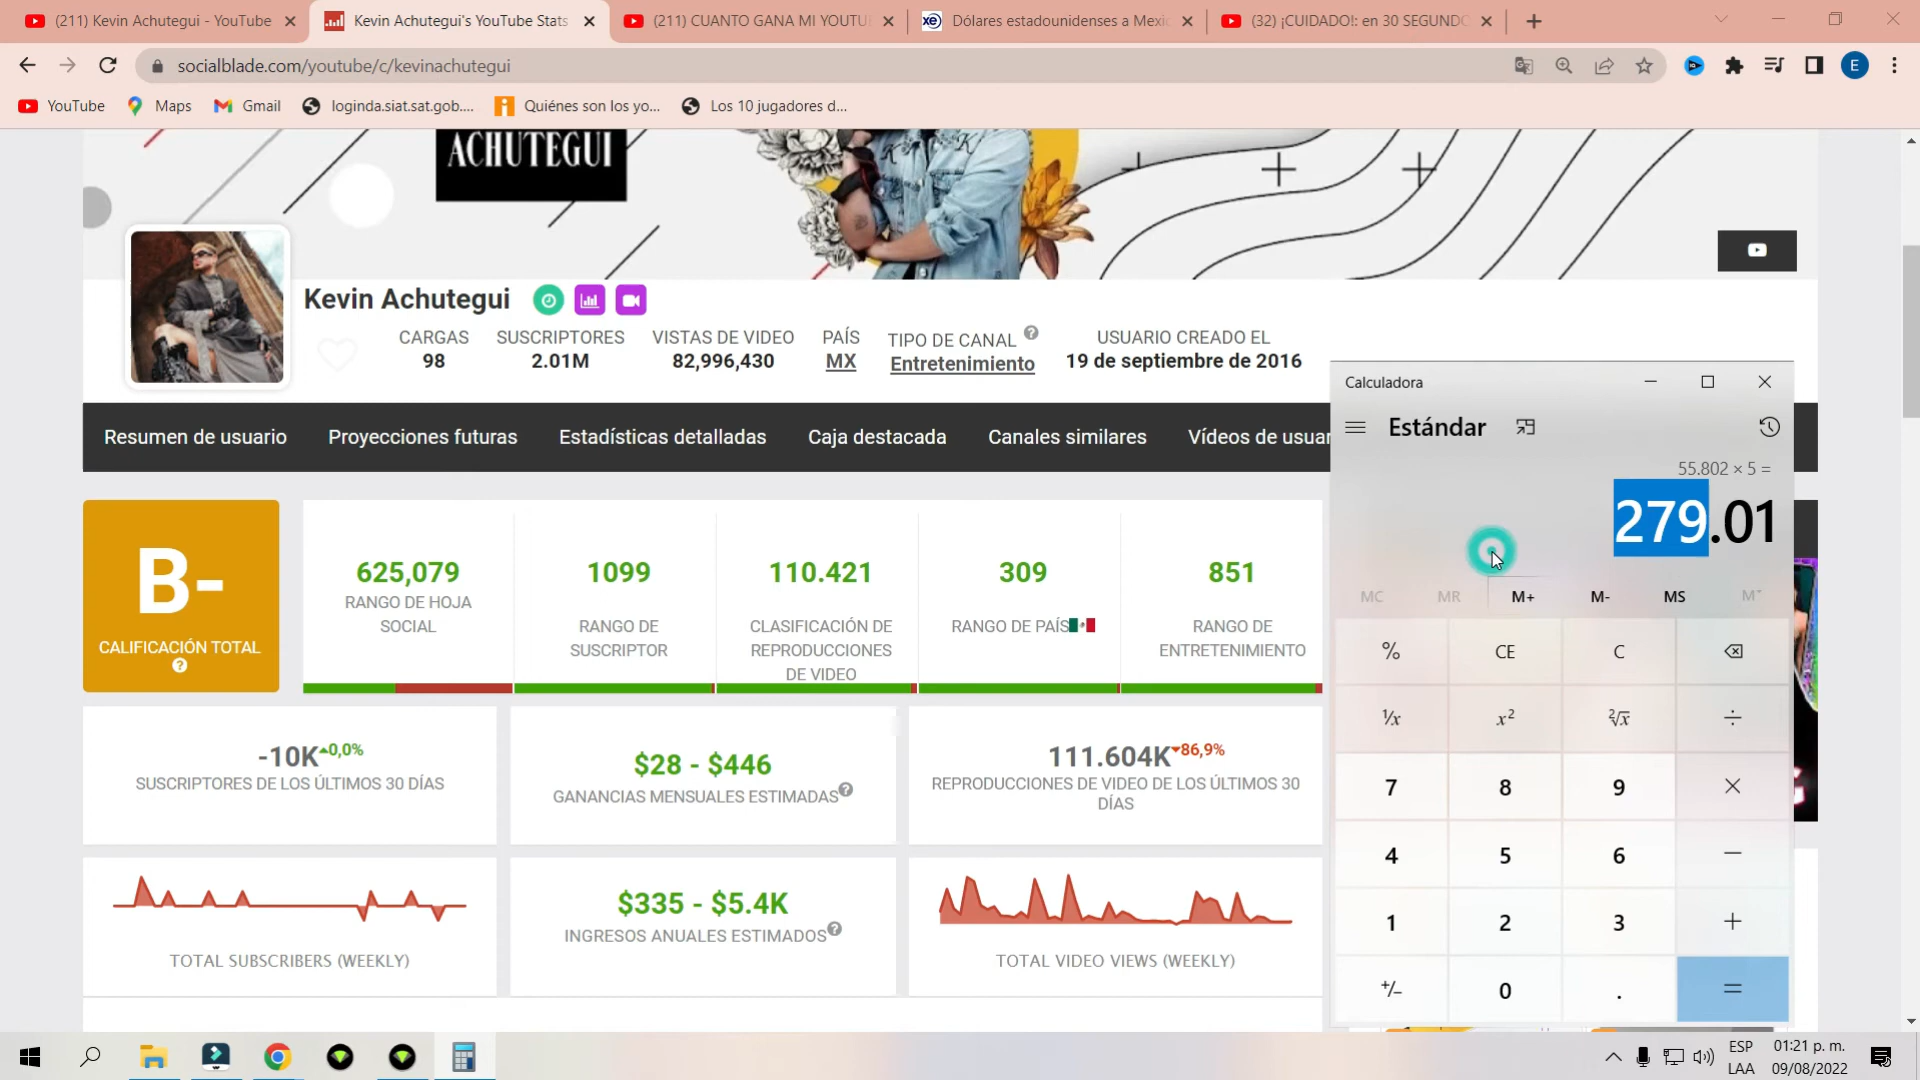 (211) Kevin Achutegui - YouTube
Kevin Achutegui's YouTube Stats
(211) CUANTO GANA MI YOUTU
xe Dólares estadounidenses a Mexic
(32) ¡CUIDADO!: en 30 SEGUNDO
socialblade.com/youtube/c/kevinachutegui
E
YouTube
Maps
Gmail
loginda.siat.sat.gob....
Quiénes son los yo...
Los 10 jugadores d...
ACHUTEGUI
Kevin Achutegui
CARGAS
98
SUSCRIPTORES
2.01M
VISTAS DE VIDEO
82,996,430
PAÍS
MX
TIPO DE CANAL ?
Entretenimiento
USUARIO CREADO EL
19 de septiembre de 2016
Resumen de usuario
Proyecciones futuras
Estadísticas detalladas
Caja destacada
Canales similares
Vídeos de usuar
B-
CALIFICACIÓN TOTAL
?
625,079
RANGO DE HOJA
SOCIAL
1099
RANGO DE
SUSCRIPTOR
110.421
CLASIFICACIÓN DE
REPRODUCCIONES
DE VIDEO
309
RANGO DE PAÍS
851
RANGO DE
ENTRETENIMIENTO
-10K 0,0%
SUSCRIPTORES DE LOS ÚLTIMOS 30 DÍAS
$28 - $446
GANANCIAS MENSUALES ESTIMADAS ?
111.604K 86,9%
REPRODUCCIONES DE VIDEO DE LOS ÚLTIMOS 30
DÍAS
TOTAL SUBSCRIBERS (WEEKLY)
$335 - $5.4K
INGRESOS ANUALES ESTIMADOS ?
TOTAL VIDEO VIEWS (WEEKLY)
Calculadora
Estándar
55.802 × 5 =
279.01
MC MR M+ M- MS M˅
% CE C
¹/x x² ²√x ÷
7 8 9 ×
4 5 6 −
1 2 3 +
+/− 0 . =
ESP
LAA
01:21 p. m.
09/08/2022